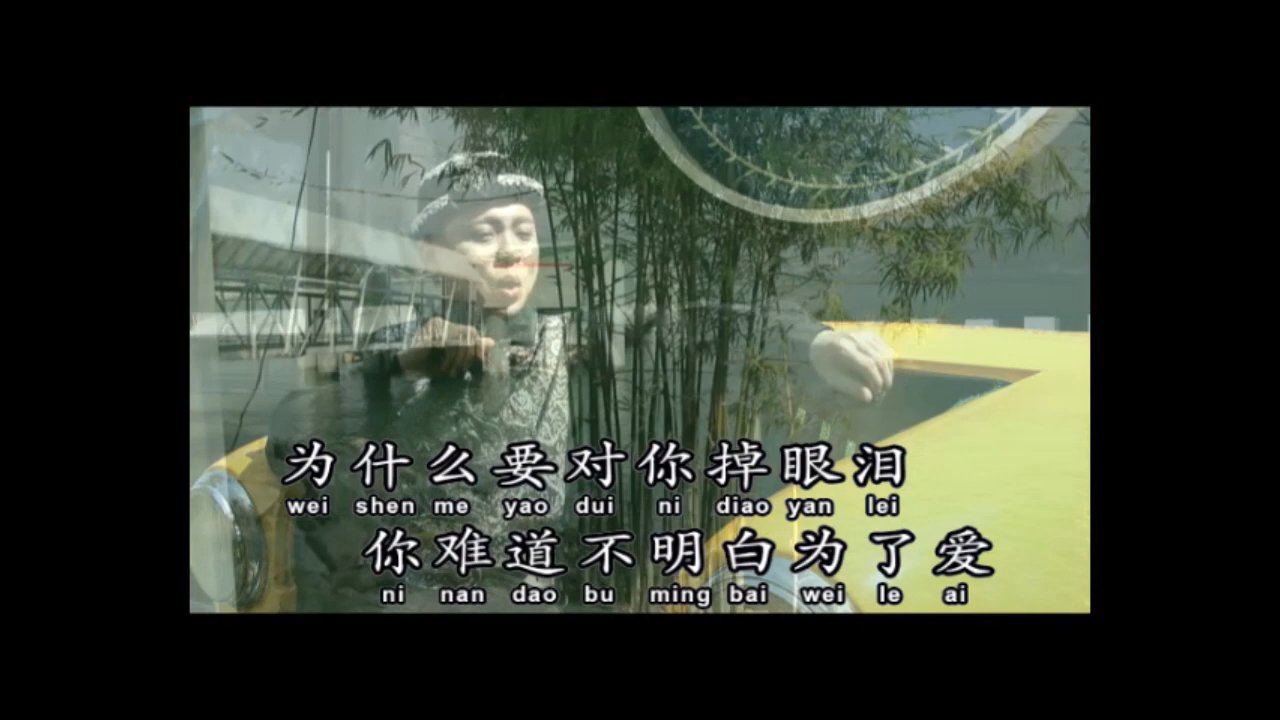 为什么要对你掉眼泪
wei shen me yao dui ni diao yan lei
你难道不明白为了爱
ni nan dao bu ming bai wei le ai